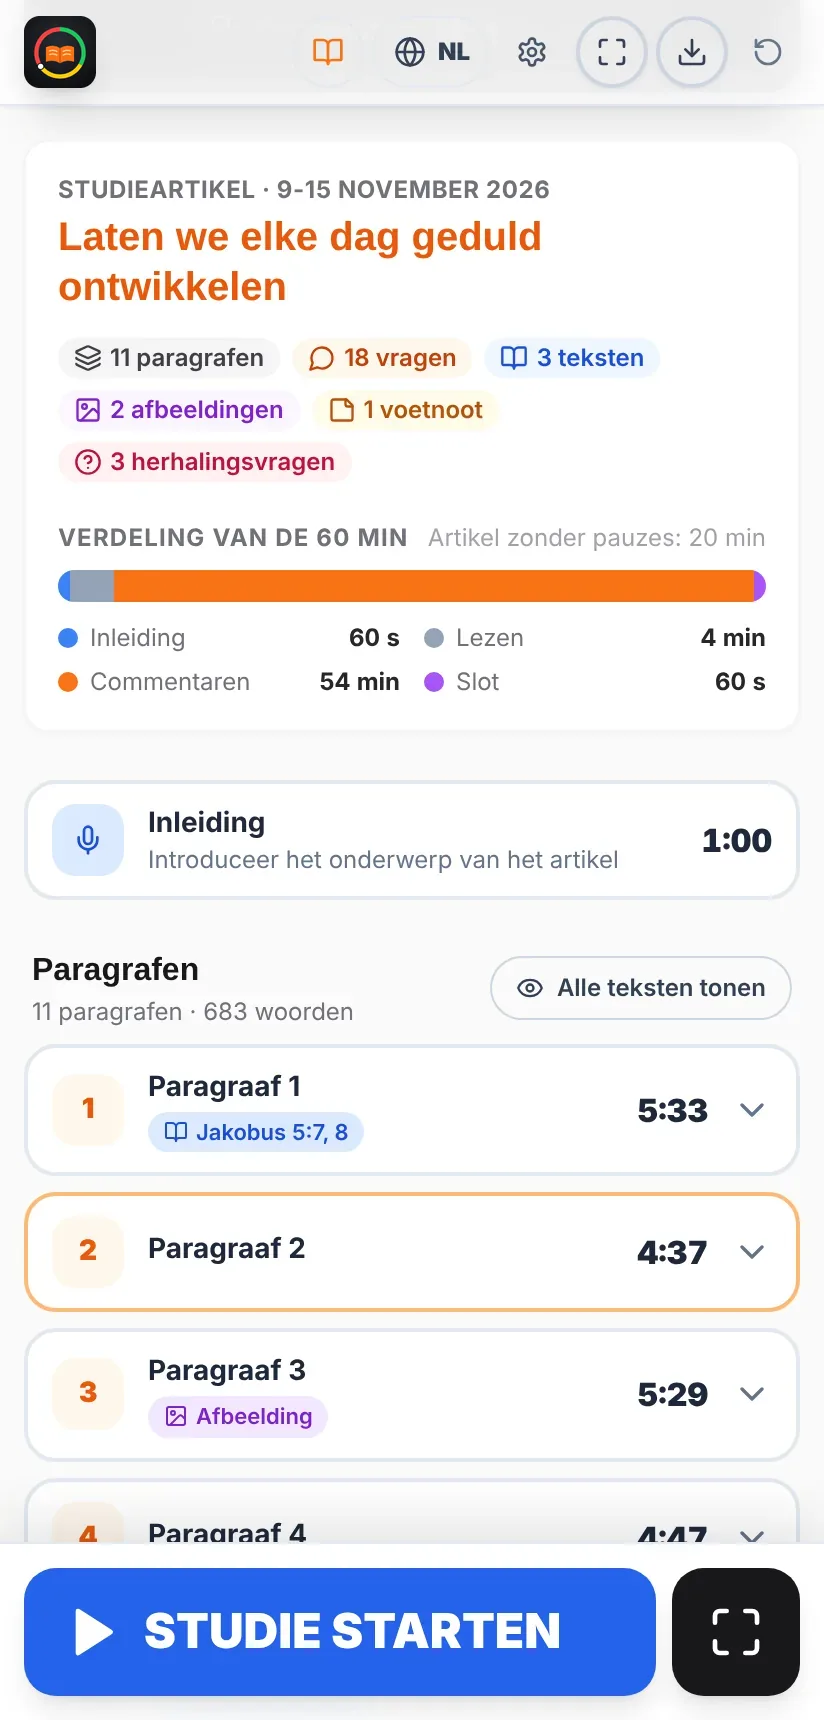 NL
STUDIEARTIKEL · 9-15 NOVEMBER 2026
Laten we elke dag geduld
ontwikkelen
11 paragrafen
18 vragen
3 teksten
2 afbeeldingen
1 voetnoot
3 herhalingsvragen
VERDELING VAN DE 60 MIN
Artikel zonder pauzes: 20 min
Inleiding 60 s
Lezen 4 min
Commentaren 54 min
Slot 60 s
Inleiding
Introduceer het onderwerp van het artikel
1:00
Paragrafen
11 paragrafen · 683 woorden
Alle teksten tonen
1
Paragraaf 1
Jakobus 5:7, 8
5:33
2
Paragraaf 2
4:37
3
Paragraaf 3
Afbeelding
5:29
4
Paragraaf 4
4:47
STUDIE STARTEN